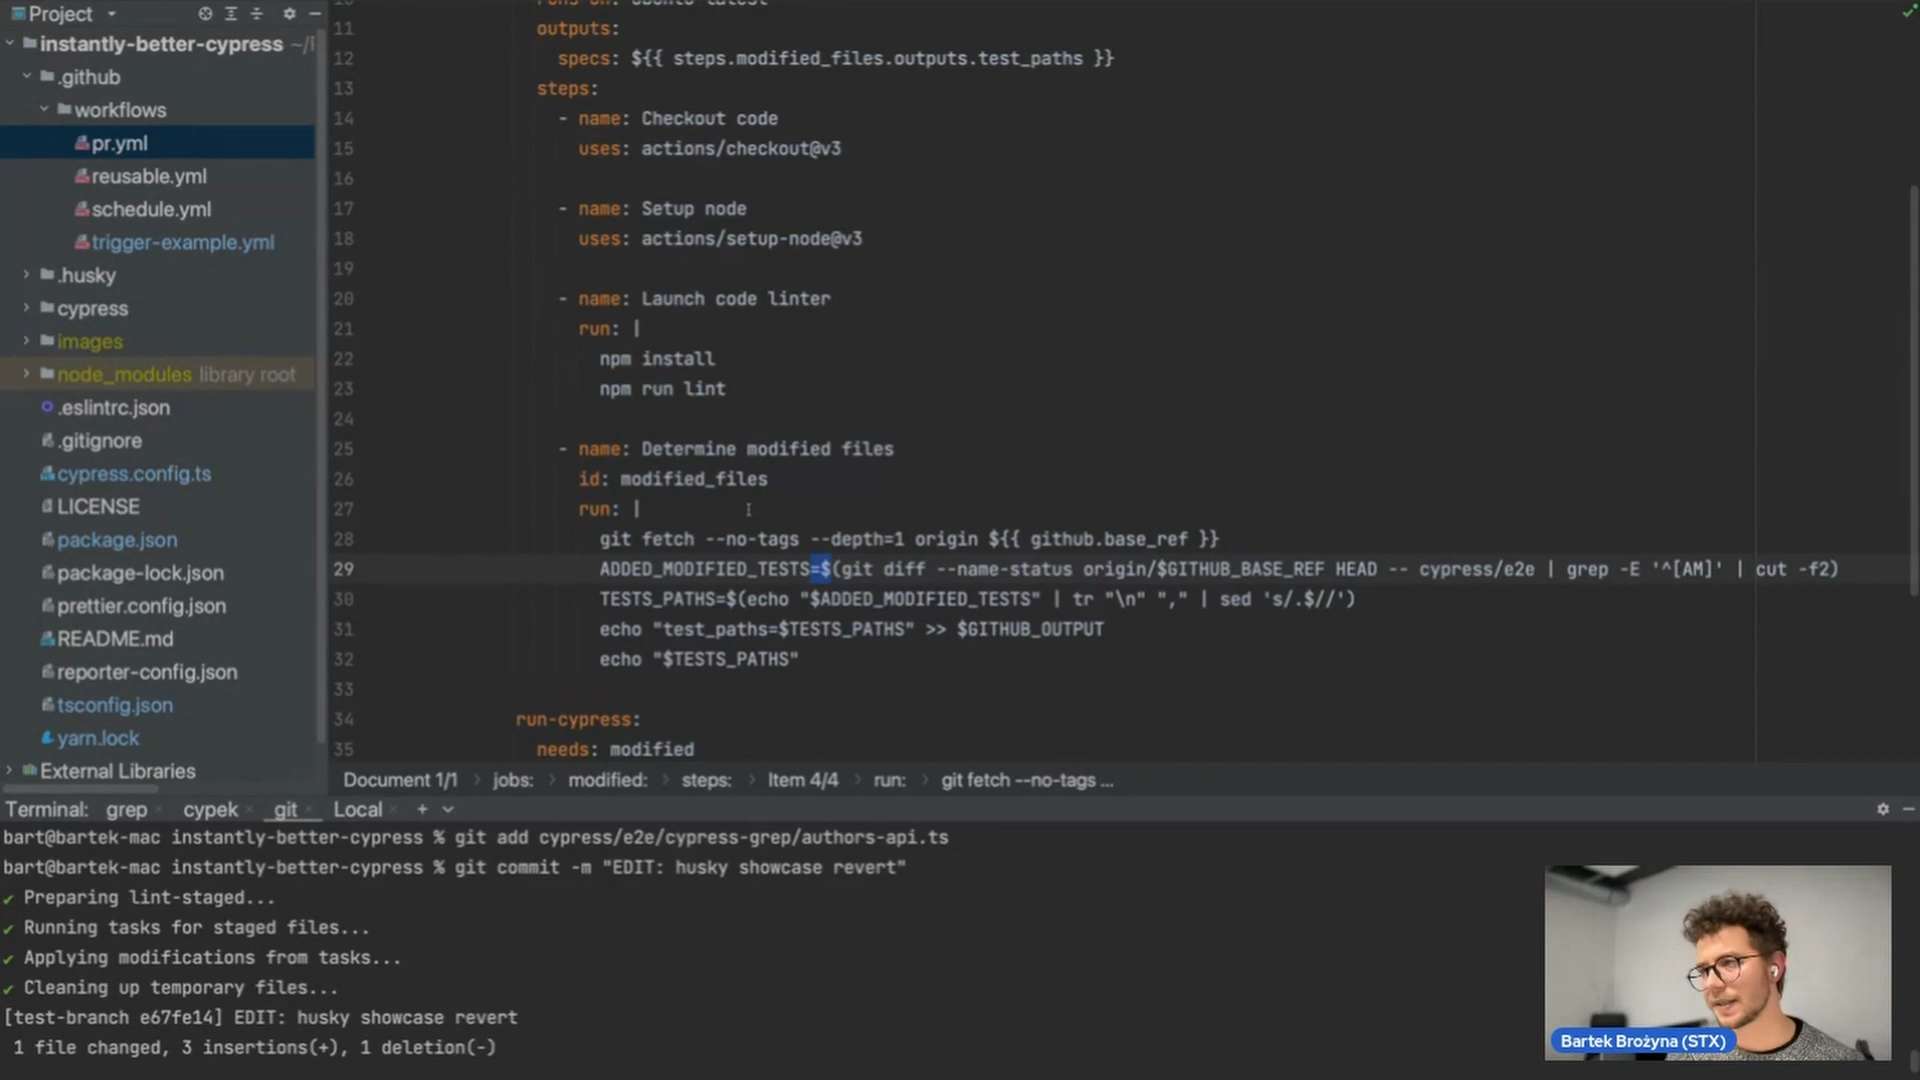 Project
instantly-better-cypress
.github
workflows
pr.yml
reusable.yml
schedule.yml
trigger-example.yml
.husky
cypress
images
node_modules library root
.eslintrc.json
.gitignore
cypress.config.ts
LICENSE
package.json
package-lock.json
prettier.config.json
README.md
reporter-config.json
tsconfig.json
yarn.lock
External Libraries
11 outputs:
12 specs: ${{ steps.modified_files.outputs.test_paths }}
13 steps:
14 - name: Checkout code
15 uses: actions/checkout@v3
16
17 - name: Setup node
18 uses: actions/setup-node@v3
19
20 - name: Launch code linter
21 run: |
22 npm install
23 npm run lint
24
25 - name: Determine modified files
26 id: modified_files
27 run: |
28 git fetch --no-tags --depth=1 origin ${{ github.base_ref }}
29 ADDED_MODIFIED_TESTS=$(git diff --name-status origin/$GITHUB_BASE_REF HEAD -- cypress/e2e | grep -E '^[AM]' | cut -f2)
30 TESTS_PATHS=$(echo "$ADDED_MODIFIED_TESTS" | tr "\n" "," | sed 's/.$//')
31 echo "test_paths=$TESTS_PATHS" >> $GITHUB_OUTPUT
32 echo "$TESTS_PATHS"
33
34 run-cypress:
35 needs: modified
Document 1/1 › jobs: › modified: › steps: › Item 4/4 › run: › git fetch --no-tags ...
Terminal: grep × cypek × git × Local × +
bart@bartek-mac instantly-better-cypress % git add cypress/e2e/cypress-grep/authors-api.ts
bart@bartek-mac instantly-better-cypress % git commit -m "EDIT: husky showcase revert"
✔ Preparing lint-staged...
✔ Running tasks for staged files...
✔ Applying modifications from tasks...
✔ Cleaning up temporary files...
[test-branch e67fe14] EDIT: husky showcase revert
1 file changed, 3 insertions(+), 1 deletion(-)
Bartek Brożyna (STX)